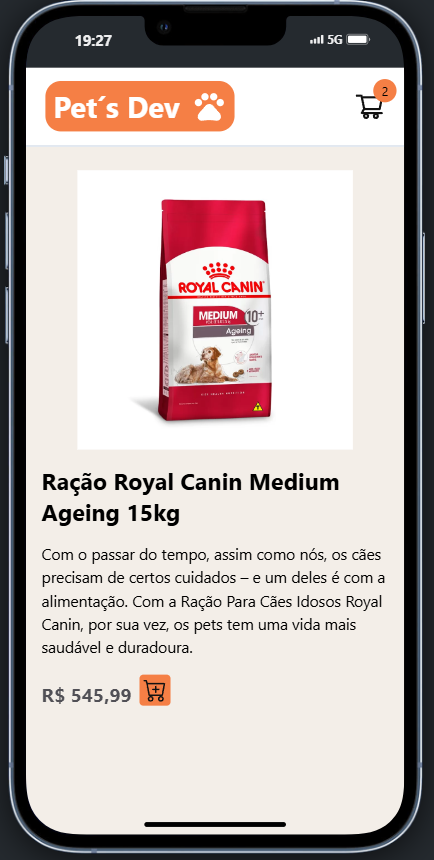 19:27
5G
Pet´s Dev
2
ROYAL CANIN
MEDIUM
10+
Ageing
Ração Royal Canin Medium
Ageing 15kg
Com o passar do tempo, assim como nós, os cães
precisam de certos cuidados – e um deles é com a
alimentação. Com a Ração Para Cães Idosos Royal
Canin, por sua vez, os pets tem uma vida mais
saudável e duradoura.
R$ 545,99